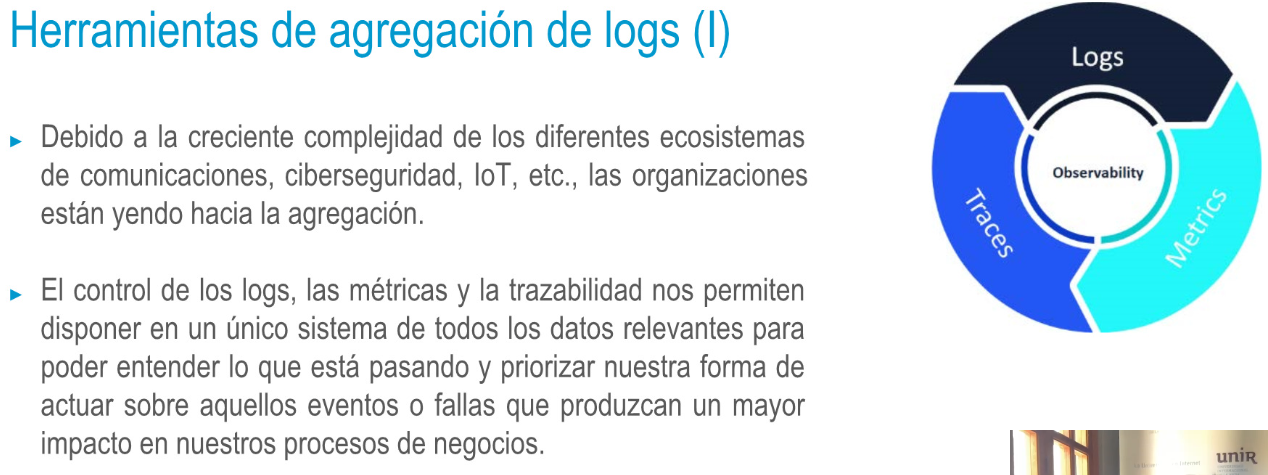 Herramientas de agregación de logs (I)
► Debido a la creciente complejidad de los diferentes ecosistemas
de comunicaciones, ciberseguridad, IoT, etc., las organizaciones
están yendo hacia la agregación.
► El control de los logs, las métricas y la trazabilidad nos permiten
disponer en un único sistema de todos los datos relevantes para
poder entender lo que está pasando y priorizar nuestra forma de
actuar sobre aquellos eventos o fallas que produzcan un mayor
impacto en nuestros procesos de negocios.
Logs
Observability
Traces
Metrics
unir